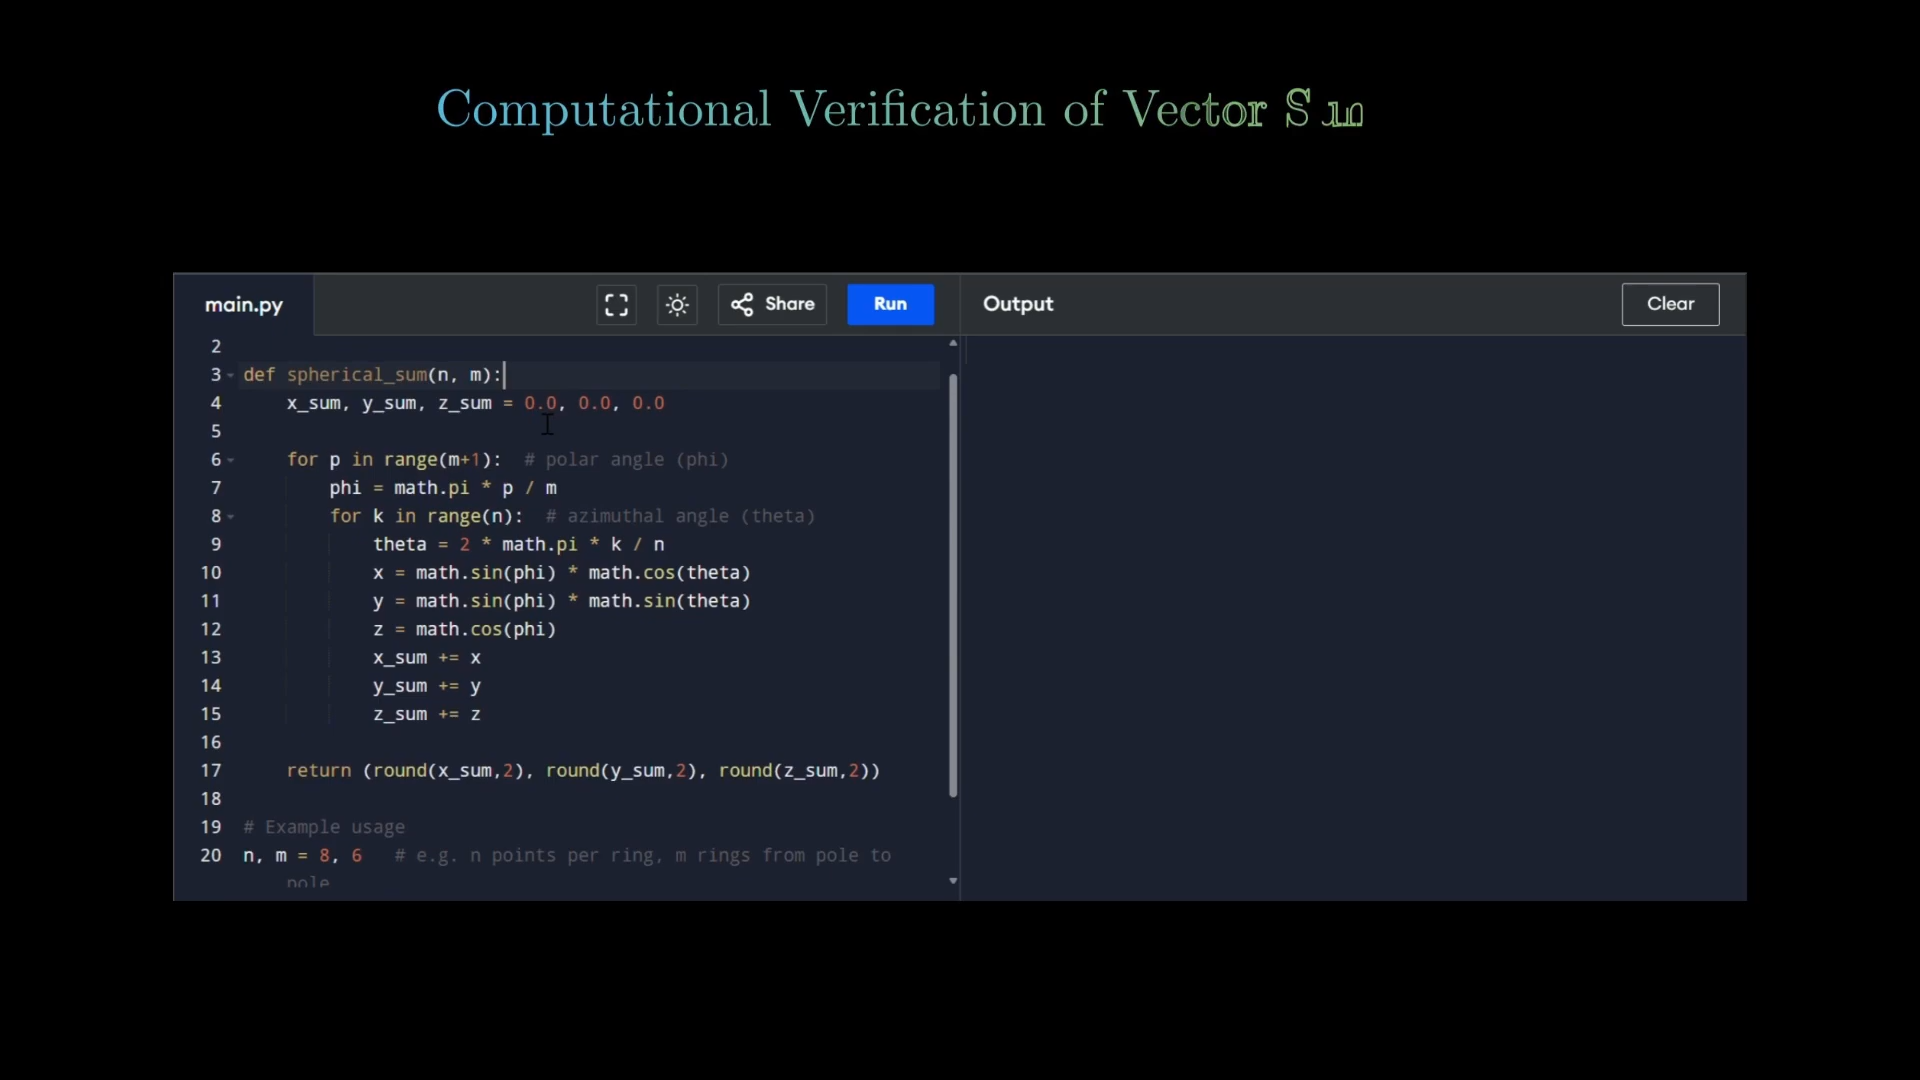 Computational Verification of Vector S
main.py
Share
Run
Output
Clear
2
3 def spherical_sum(n, m):
4 x_sum, y_sum, z_sum = 0.0, 0.0, 0.0
5
6 for p in range(m+1): # polar angle (phi)
7 phi = math.pi * p / m
8 for k in range(n): # azimuthal angle (theta)
9 theta = 2 * math.pi * k / n
10 x = math.sin(phi) * math.cos(theta)
11 y = math.sin(phi) * math.sin(theta)
12 z = math.cos(phi)
13 x_sum += x
14 y_sum += y
15 z_sum += z
16
17 return (round(x_sum,2), round(y_sum,2), round(z_sum,2))
18
19 # Example usage
20 n, m = 8, 6 # e.g. n points per ring, m rings from pole to
pole